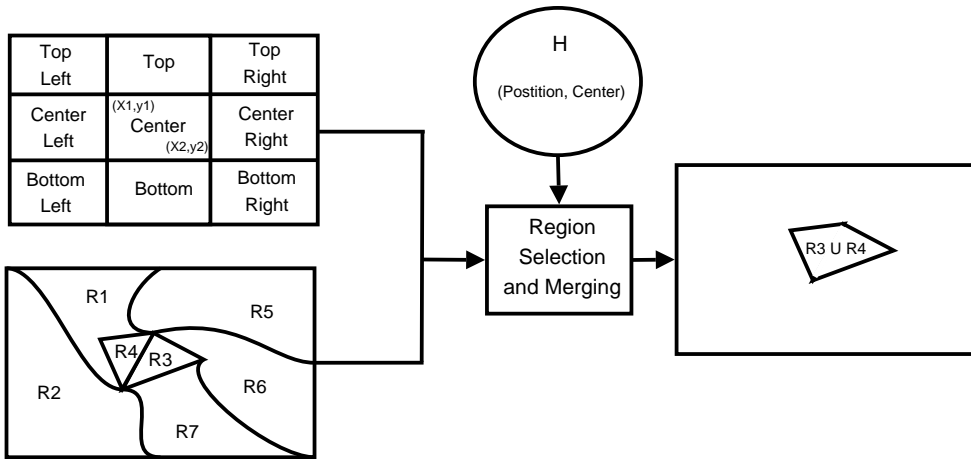 Top
Left
Top
Top
Right
Center
Left
(X1,y1)
Center
(X2,y2)
Center
Right
Bottom
Left
Bottom
Bottom
Right
H
(Postition, Center)
Region
Selection
and Merging
R3 U R4
R1
R5
R4
R3
R2
R6
R7